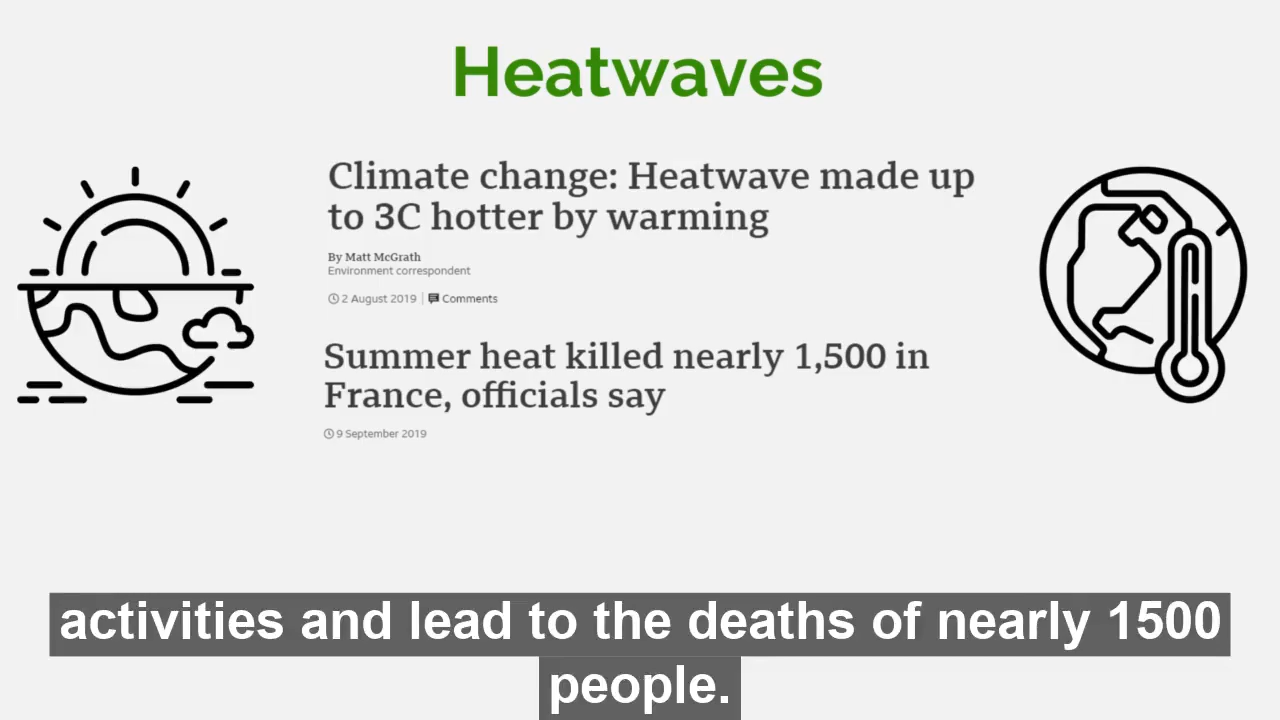 Heatwaves
Climate change: Heatwave made up
to 3C hotter by warming
By Matt McGrath
Environment correspondent
2 August 2019 | Comments
Summer heat killed nearly 1,500 in
France, officials say
9 September 2019
activities and lead to the deaths of nearly 1500
people.